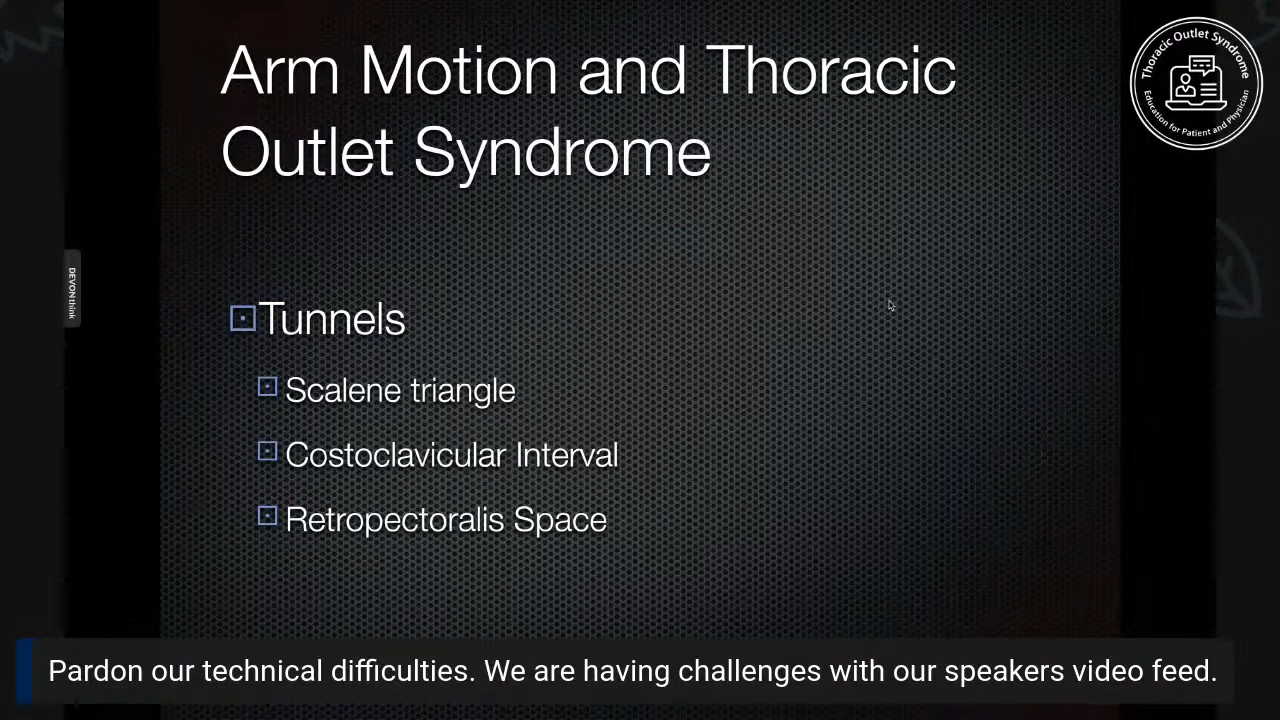 Arm Motion and Thoracic
Outlet Syndrome
Thoracic Outlet Syndrome
Education for Patient and Physician
DEVONthink
Tunnels
Scalene triangle
Costoclavicular Interval
Retropectoralis Space
Pardon our technical difficulties. We are having challenges with our speakers video feed.